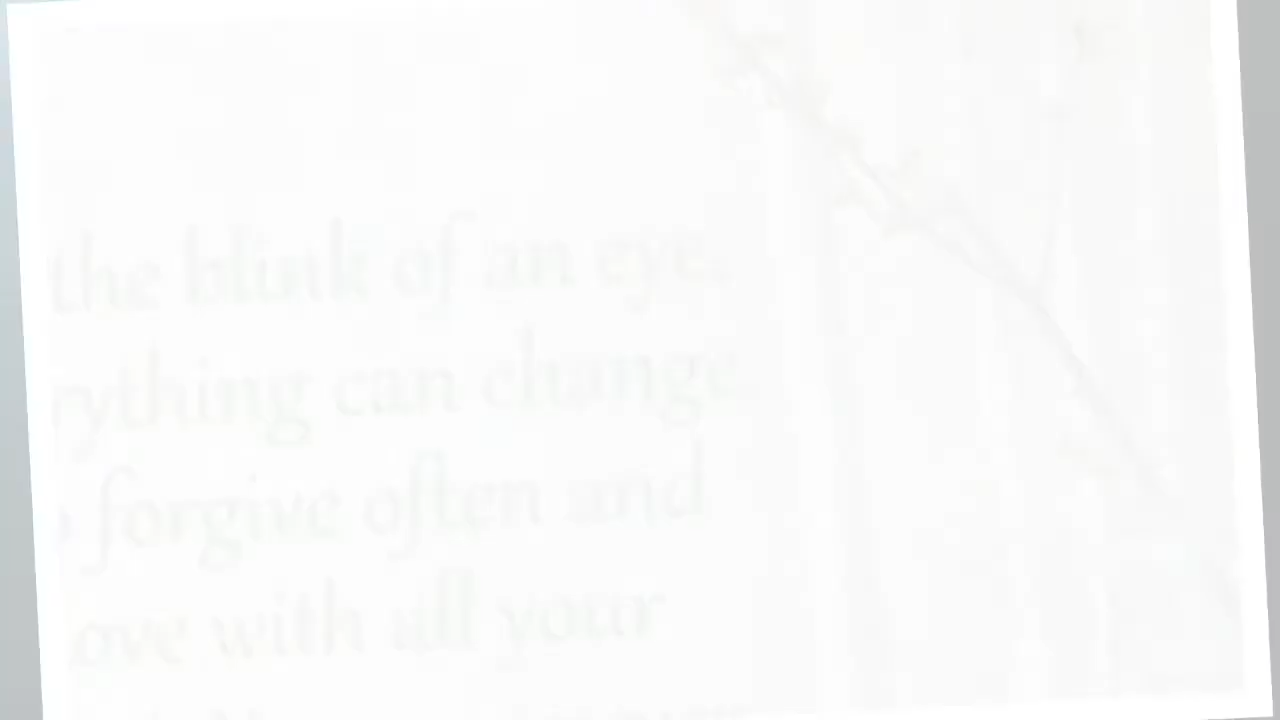 the blink of an eye
rything can change
forgive often and
ove with all your